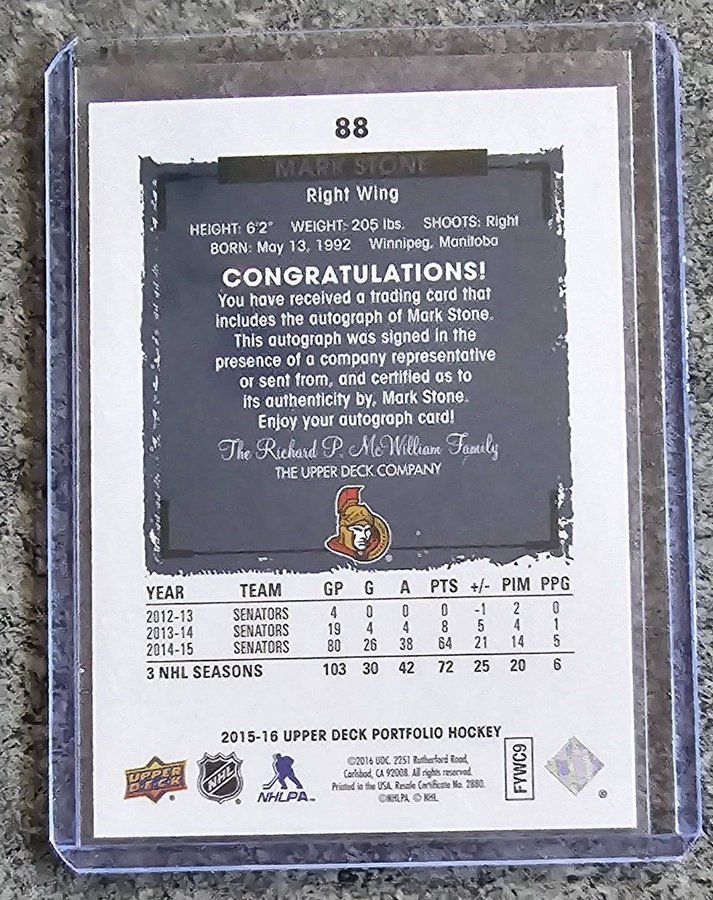 88
MARK STONE
Right Wing
HEIGHT: 6'2" WEIGHT: 205 lbs. SHOOTS: Right
BORN: May 13, 1992 Winnipeg, Manitoba
CONGRATULATIONS!
You have received a trading card that
includes the autograph of Mark Stone.
This autograph was signed in the
presence of a company representative
or sent from, and certified as to
its authenticity by, Mark Stone.
Enjoy your autograph card!
The Richard P. McWilliam Family
THE UPPER DECK COMPANY
YEAR TEAM GP G A PTS +/- PIM PPG
2012-13 SENATORS 4 0 0 0 -1 2 0
2013-14 SENATORS 19 4 4 8 5 4 1
2014-15 SENATORS 80 26 38 64 21 14 5
3 NHL SEASONS 103 30 42 72 25 20 6
2015-16 UPPER DECK PORTFOLIO HOCKEY
UPPER DECK
NHL
NHLPA
©2016 UDC. 2251 Rutherford Road,
Carlsbad, CA 92008. All rights reserved.
Printed in the USA. Resale Certificate No. 2880.
©NHLPA © NHL.
FYWC9